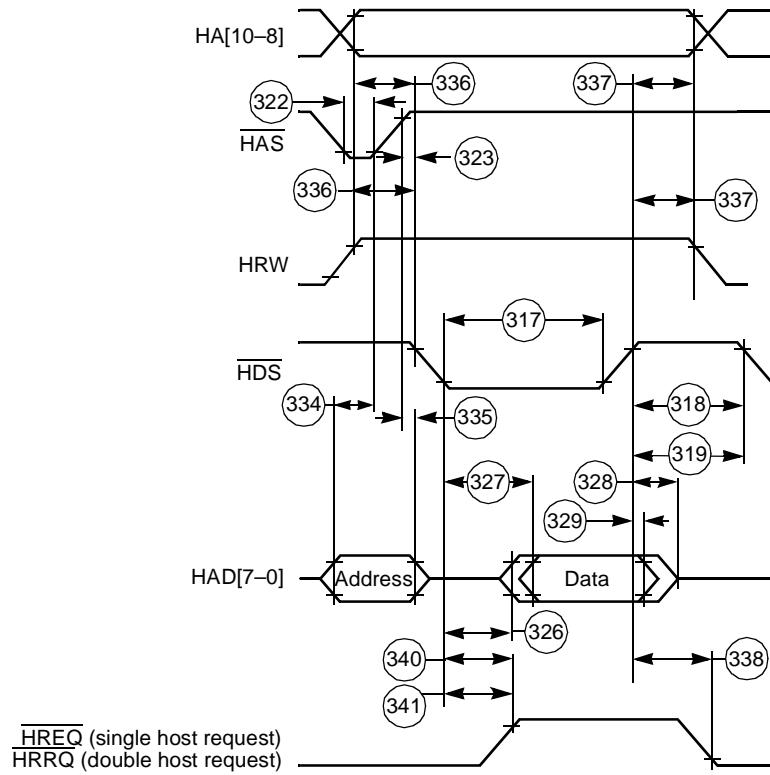 HA[10–8]
336
337
322
HAS
323
336
337
HRW
317
HDS
334
335
318
319
327
328
329
HAD[7–0]
Address
Data
326
340
338
341
HREQ (single host request)
HRRQ (double host request)